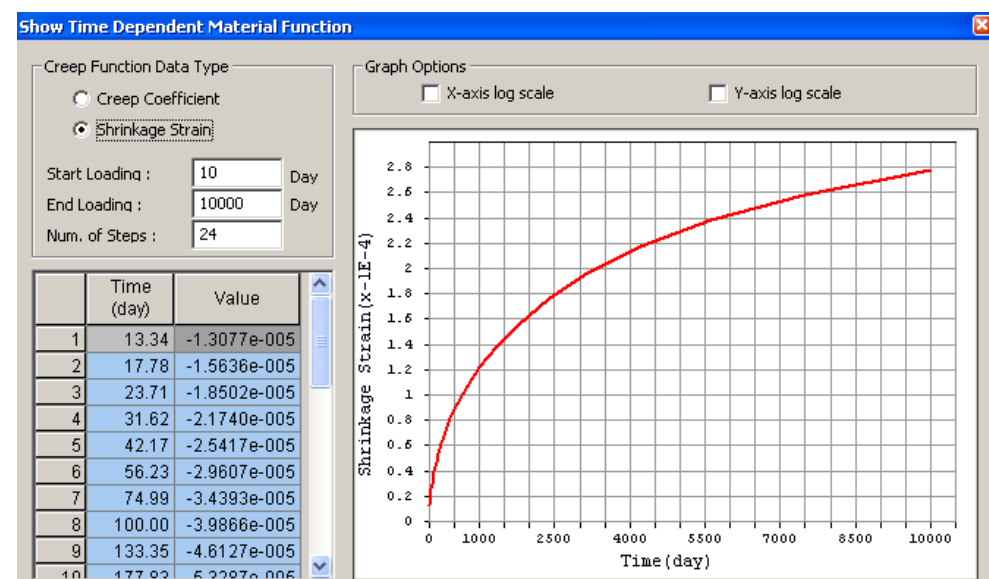 Show Time Dependent Material Function
Creep Function Data Type
Creep Coefficient
Shrinkage Strain
Start Loading : 10 Day
End Loading : 10000 Day
Num. of Steps : 24
Time (day) Value
1 13.34 -1.3077e-005
2 17.78 -1.5636e-005
3 23.71 -1.8502e-005
4 31.62 -2.1740e-005
5 42.17 -2.5417e-005
6 56.23 -2.9607e-005
7 74.99 -3.4393e-005
8 100.00 -3.9866e-005
9 133.35 -4.6127e-005
Graph Options
X-axis log scale Y-axis log scale
Shrinkage Strain(x-1E-4)
2.8
2.6
2.4
2.2
2
1.8
1.6
1.4
1.2
1
0.8
0.6
0.4
0.2
0
0 1000 2500 4000 5500 7000 8500 10000
Time(day)